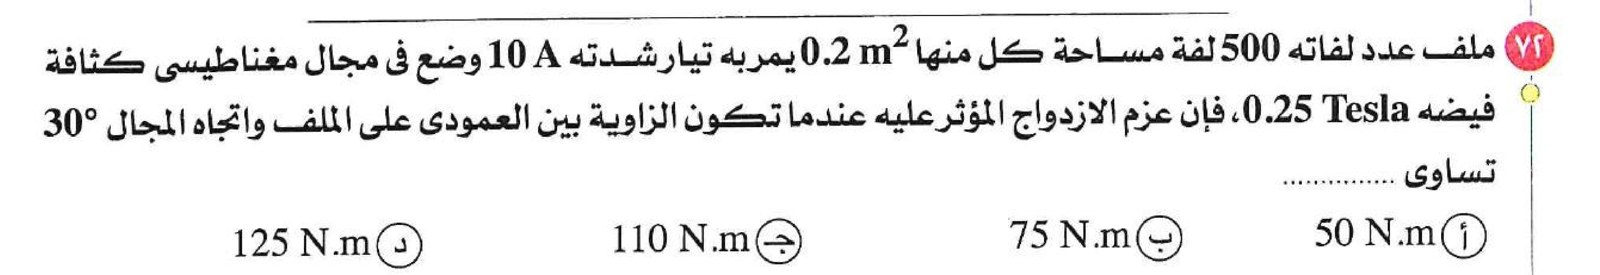 ٧٢ ملف عدد لفاته 500 لفة مساحة كل منها 0.2 m² يمر به تيار شدته 10 A وضع فى مجال مغناطيسى كثافة
فيضه 0.25 Tesla، فإن عزم الازدواج المؤثر عليه عندما تكون الزاوية بين العمودى على الملف واتجاه المجال 30°
تساوى ...............
أ 50 N.m ب 75 N.m جـ 110 N.m د 125 N.m